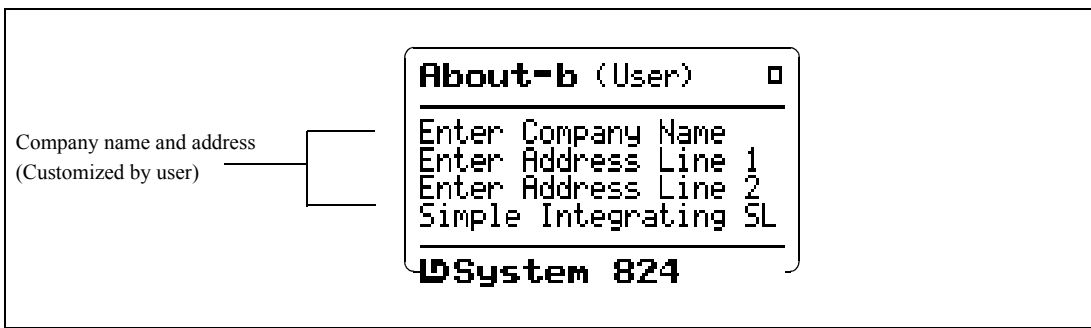 Company name and address
(Customized by user)
About-b (User)
Enter Company Name
Enter Address Line 1
Enter Address Line 2
Simple Integrating SL
LD System 824